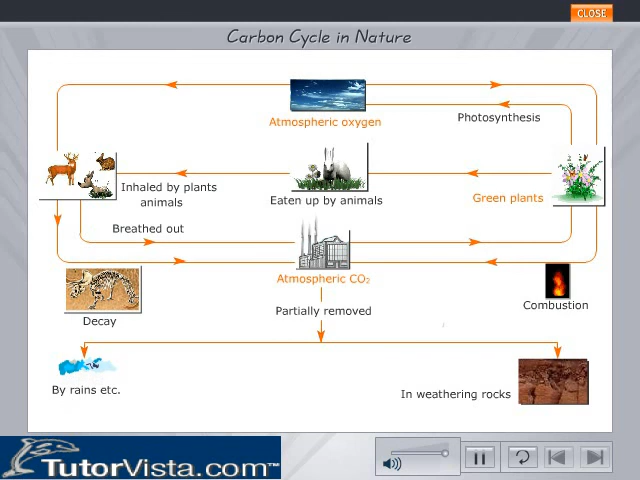 CLOSE
Carbon Cycle in Nature
Atmospheric oxygen
Photosynthesis
Inhaled by plants
animals
Eaten up by animals
Green plants
Breathed out
Atmospheric CO₂
Combustion
Decay
Partially removed
By rains etc.
In weathering rocks
TutorVista.com™